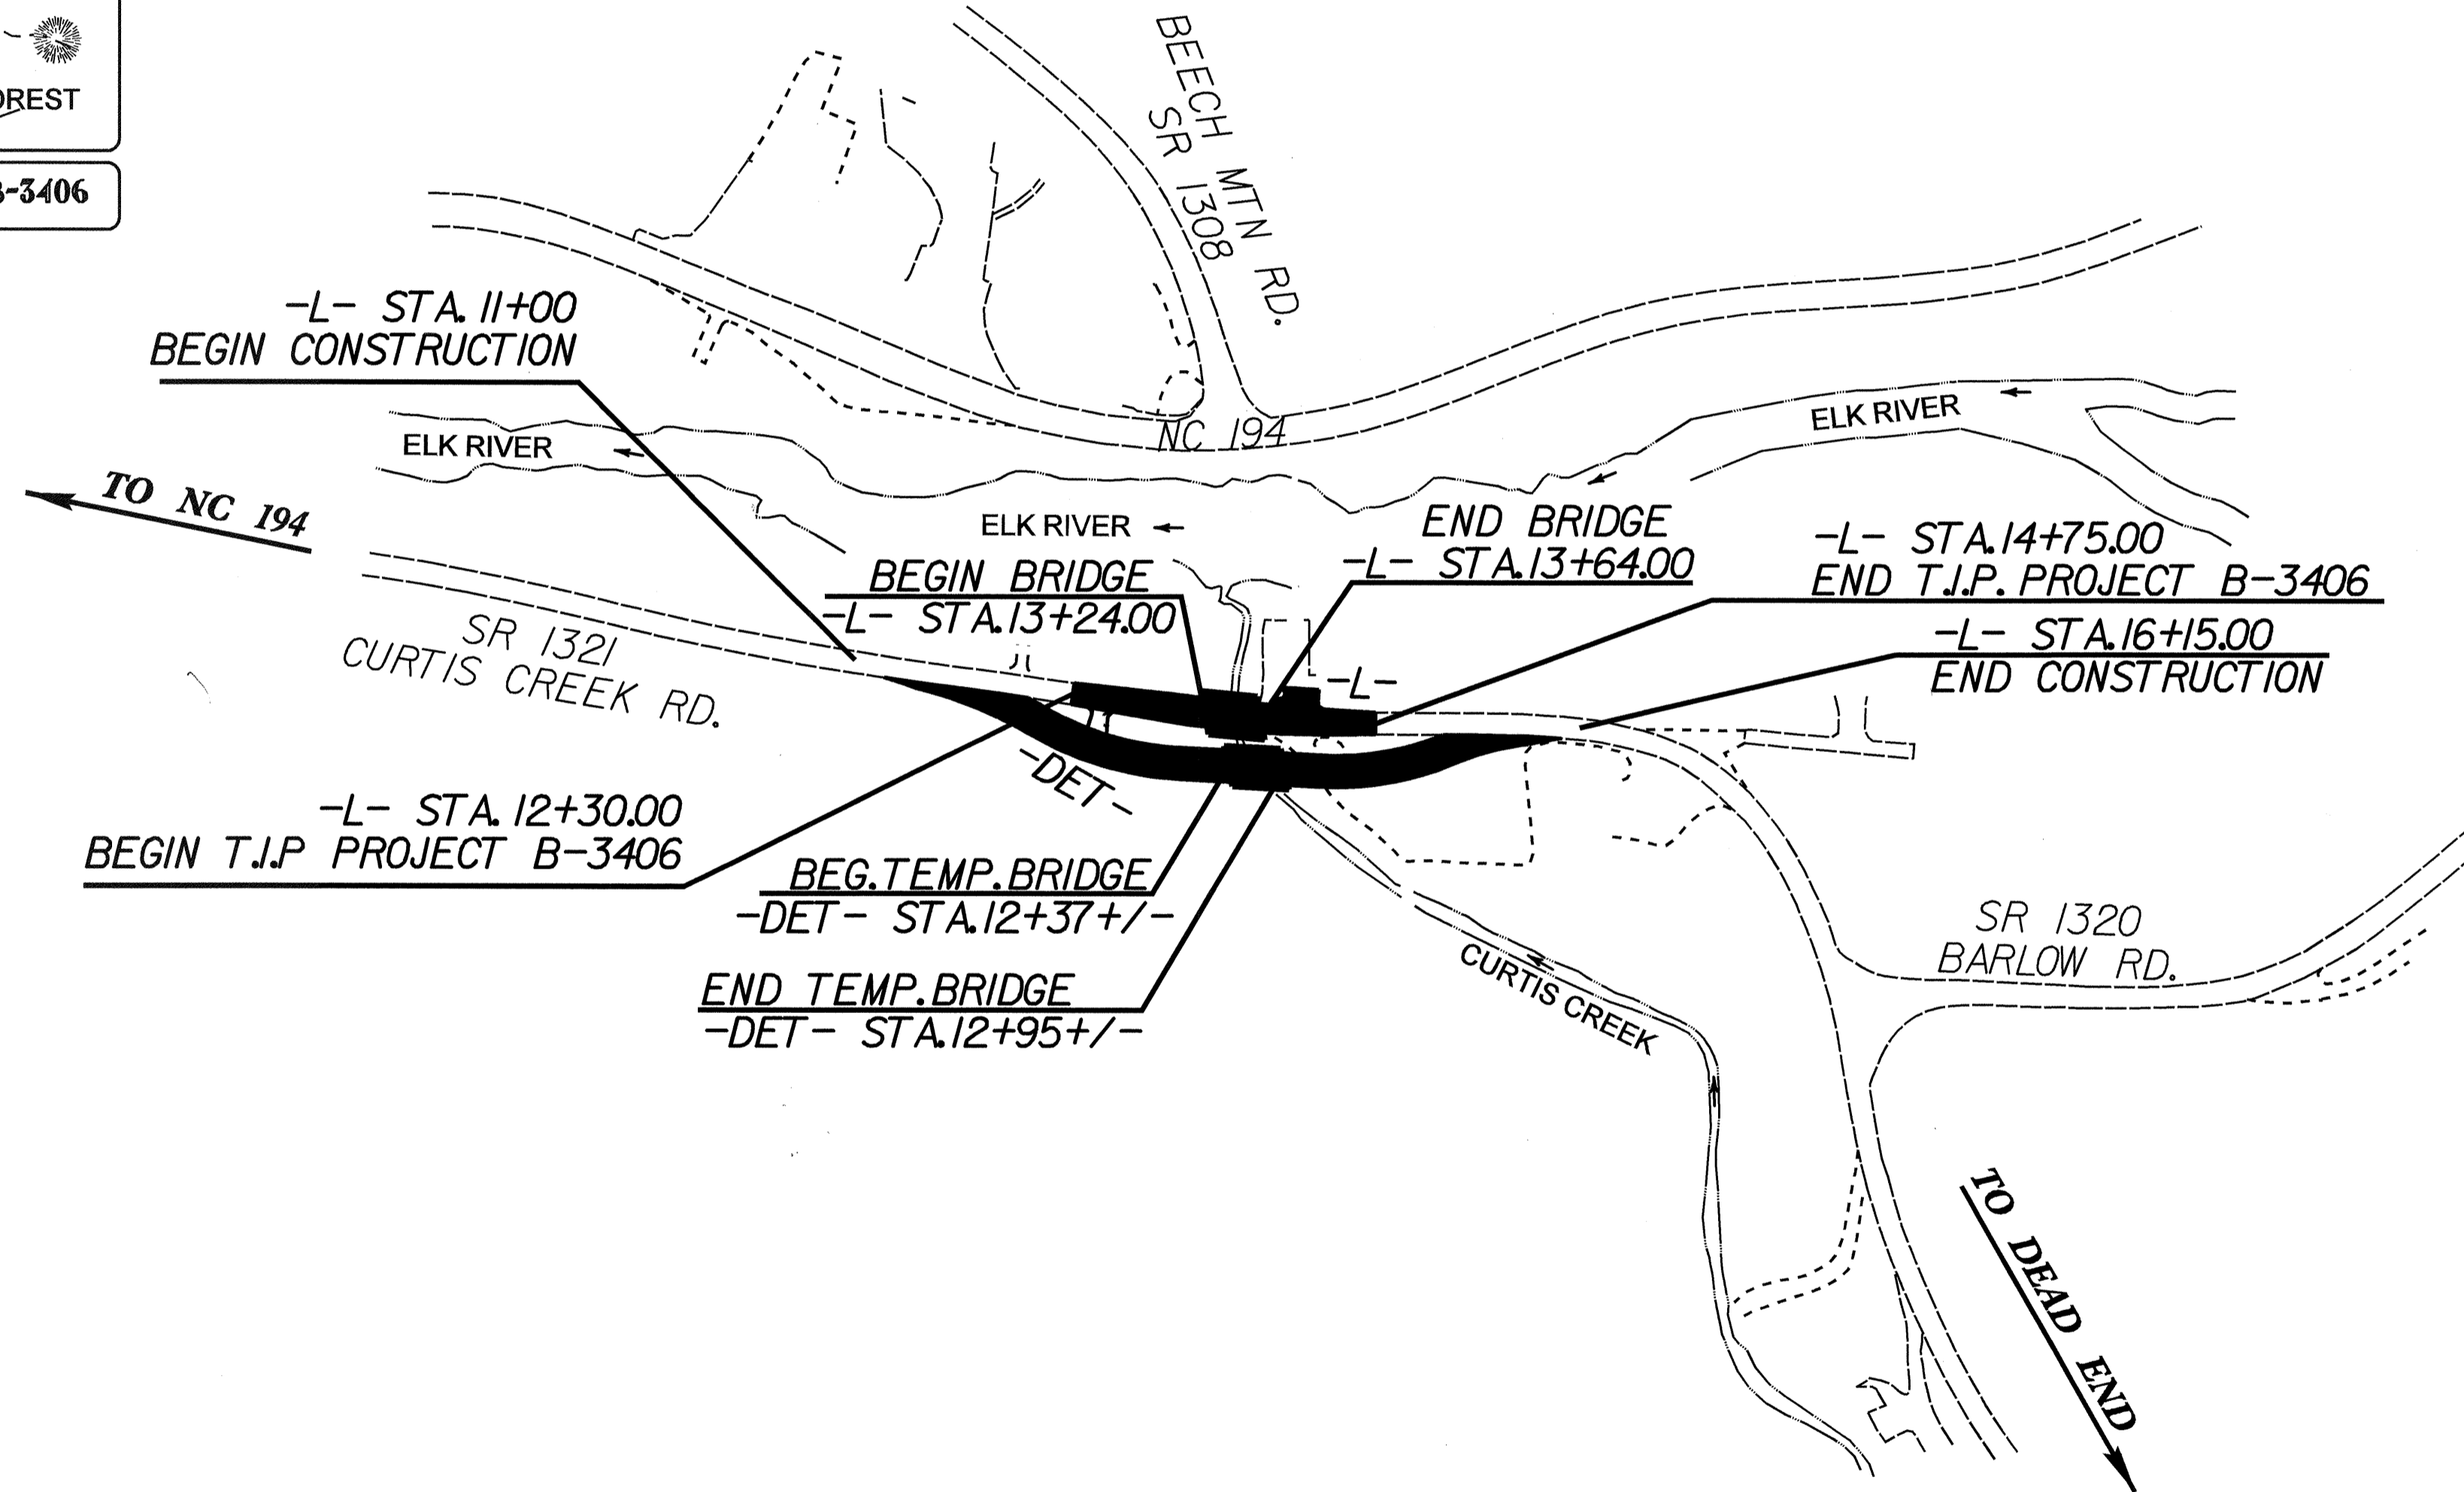 BEECH MTN RD.
SR 1308
B-3406
-L- STA. 11+00
BEGIN CONSTRUCTION
NC 194
ELK RIVER
ELK RIVER
TO NC 194
ELK RIVER
END BRIDGE
-L- STA.13+64.00
-L- STA.14+75.00
END T.I.P. PROJECT B-3406
BEGIN BRIDGE
-L- STA.13+24.00
-L- STA.16+15.00
END CONSTRUCTION
SR 1321
CURTIS CREEK RD.
-L-
-DET-
-L- STA. 12+30.00
BEGIN T.I.P PROJECT B-3406
BEG.TEMP.BRIDGE
-DET- STA.12+37+/-
SR 1320
BARLOW RD.
END TEMP.BRIDGE
-DET- STA.12+95+/-
CURTIS CREEK
TO DEAD END